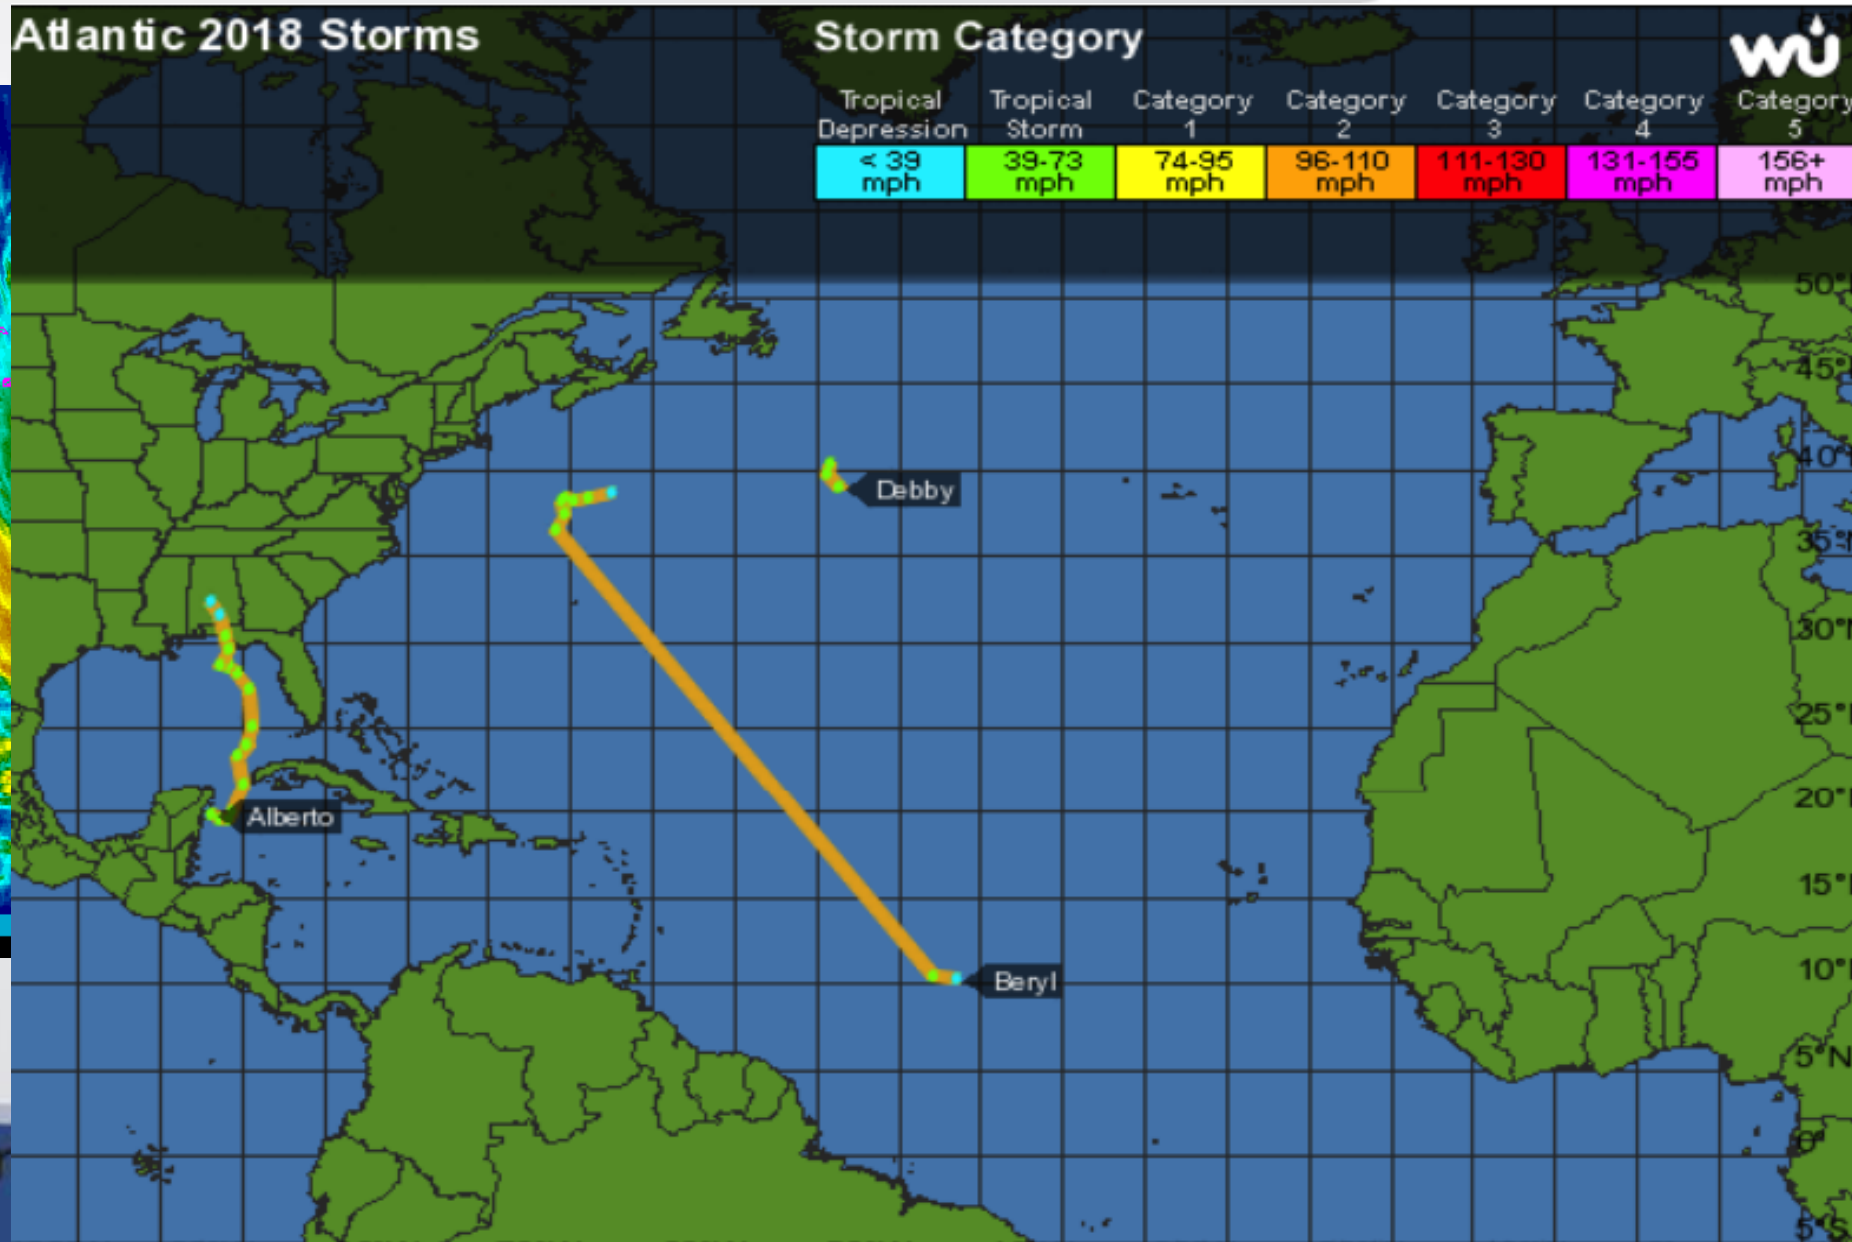 Atlantic 2018 Storms
Storm Category
wu
Tropical Depression
Tropical Storm
Category 1
Category 2
Category 3
Category 4
Category 5
< 39 mph
39-73 mph
74-95 mph
96-110 mph
111-130 mph
131-155 mph
156+ mph
50°
45°
40°
Debby
35°N
30°N
25°
20°
Alberto
15°
10°
Beryl
5°N
0°
5°S